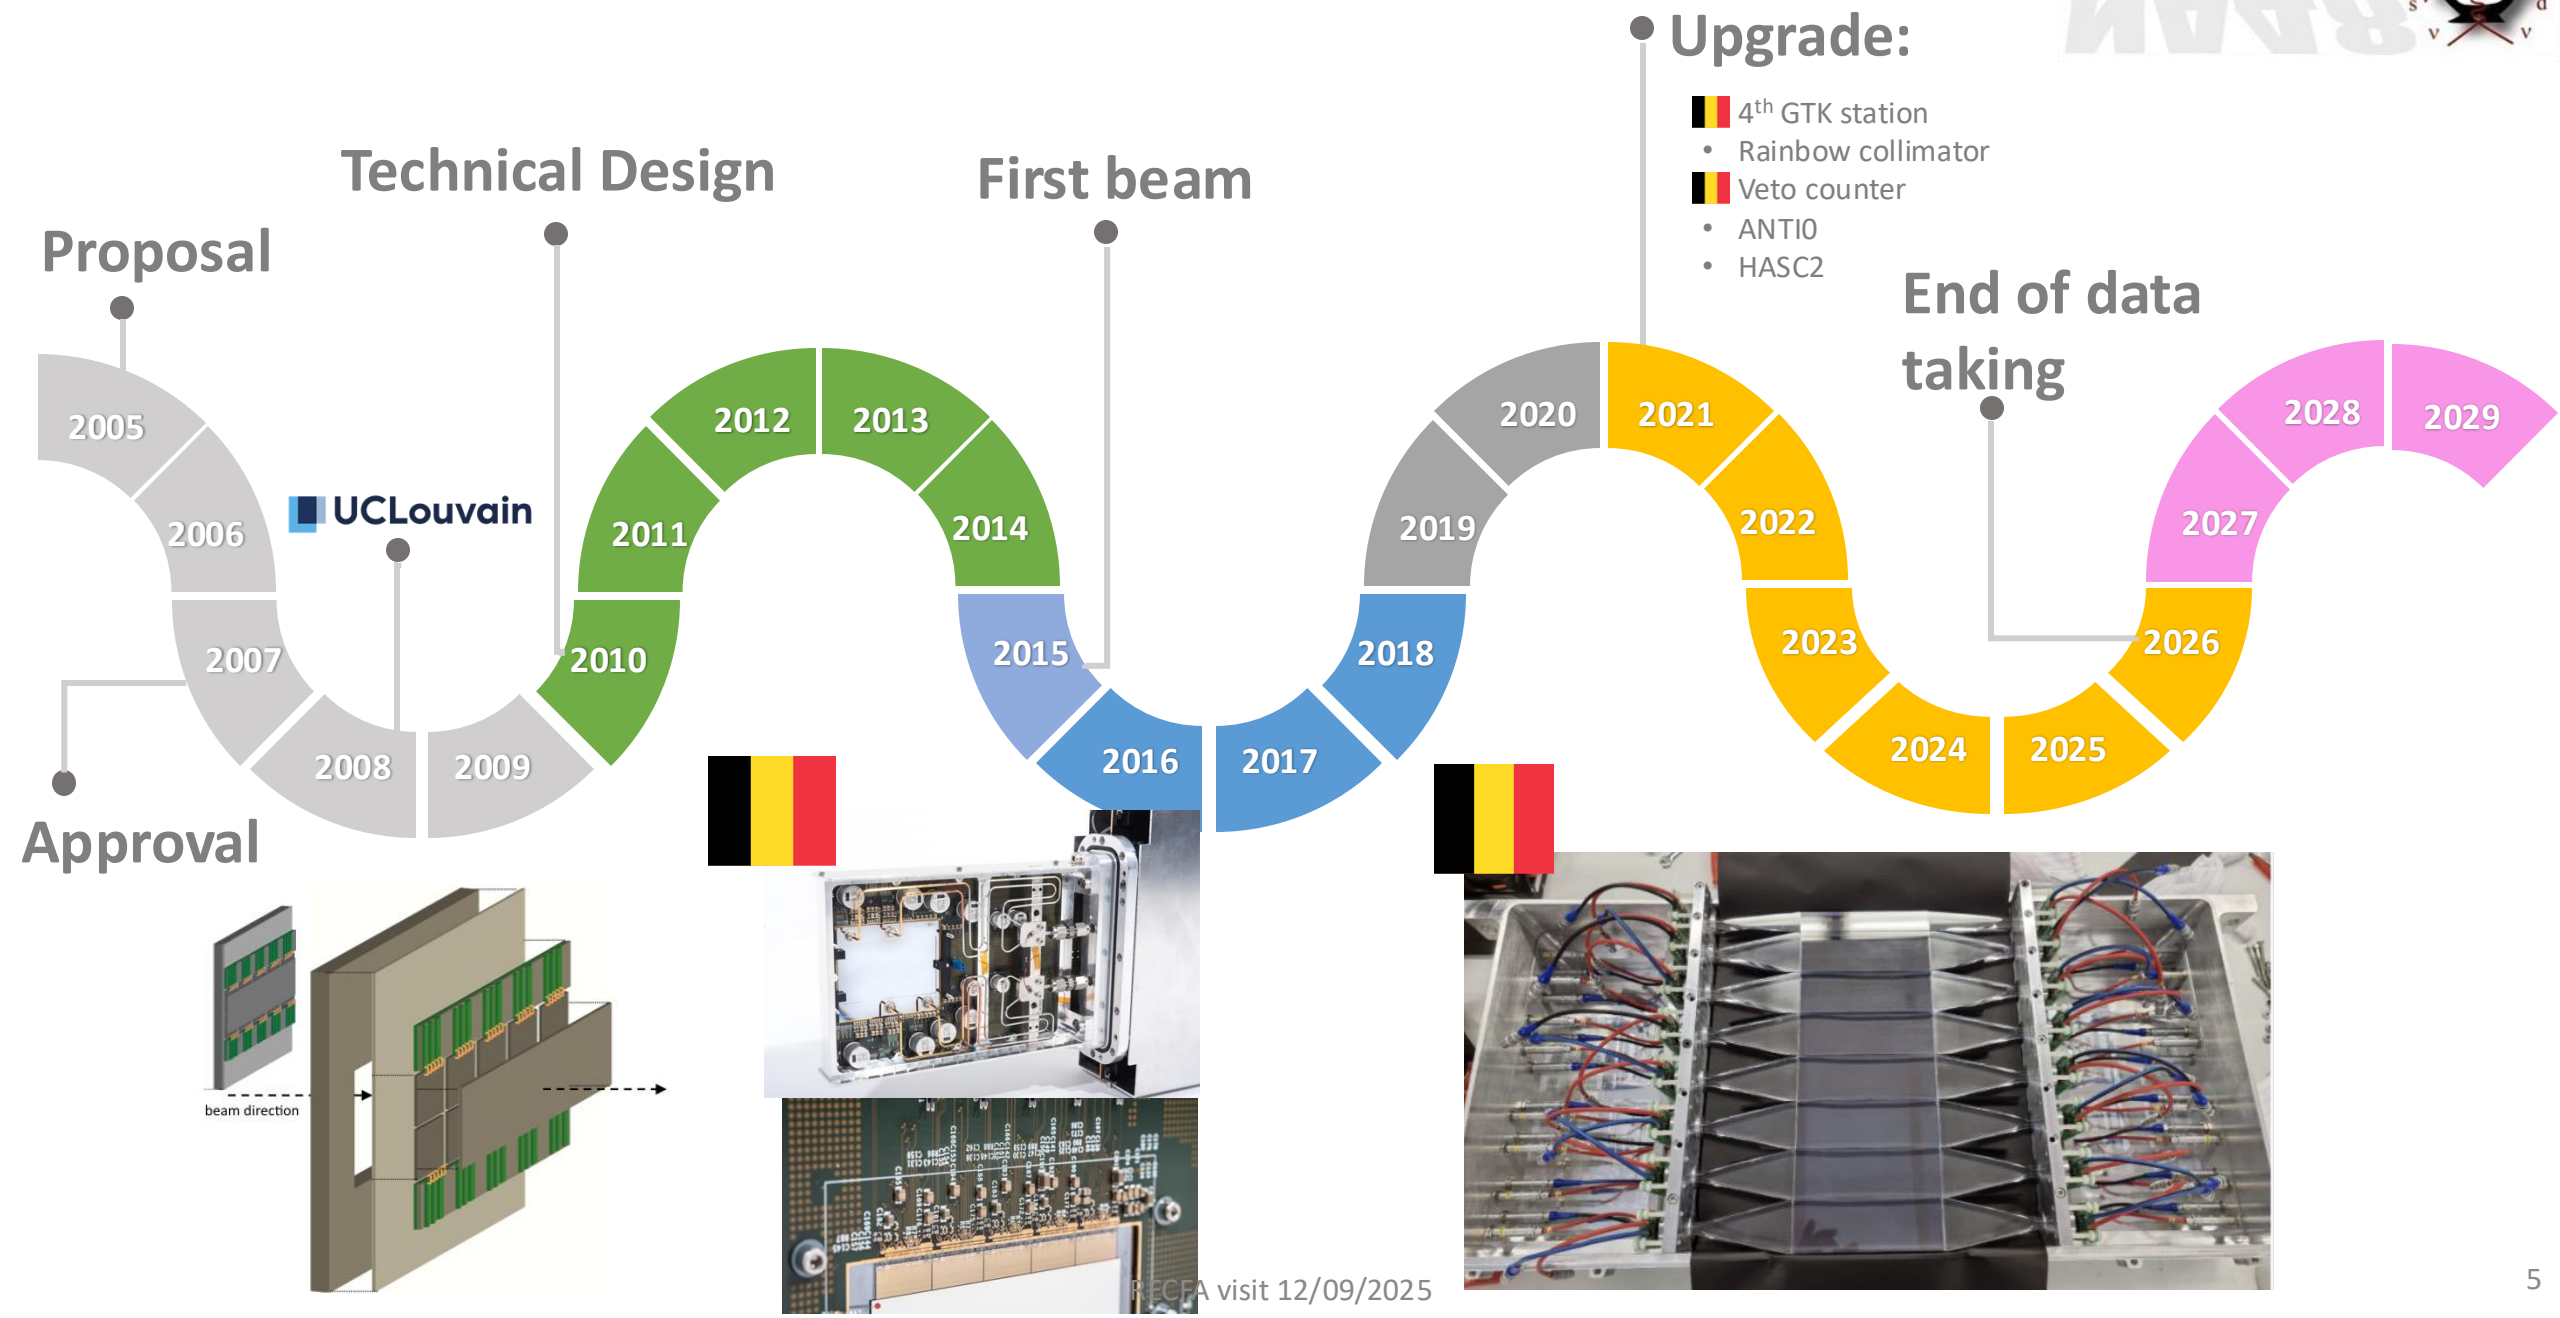 Upgrade:
4th GTK station
• Rainbow collimator
Veto counter
• ANTI0
• HASC2
Technical Design
First beam
Proposal
End of data
taking
UCLouvain
2005
2006
2007
2008
2009
2010
2011
2012
2013
2014
2015
2016
2017
2018
2019
2020
2021
2022
2023
2024
2025
2026
2027
2028
2029
Approval
beam direction
RECFA visit 12/09/2025
5